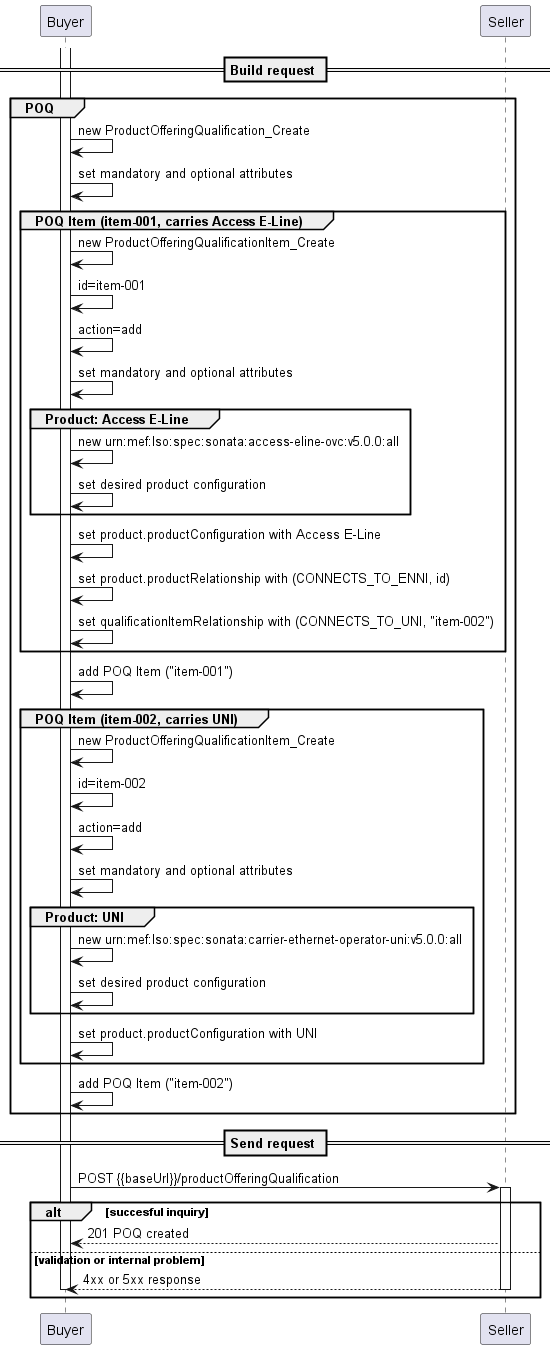 Buyer
Seller
Build request
POQ
new ProductOfferingQualification_Create
set mandatory and optional attributes
POQ Item (item-001, carries Access E-Line)
new ProductOfferingQualificationItem_Create
id=item-001
action=add
set mandatory and optional attributes
Product: Access E-Line
new urn:mef:lso:spec:sonata:access-eline-ovc:v5.0.0:all
set desired product configuration
set product.productConfiguration with Access E-Line
set product.productRelationship with (CONNECTS_TO_ENNI, id)
set qualificationItemRelationship with (CONNECTS_TO_UNI, "item-002")
add POQ Item ("item-001")
POQ Item (item-002, carries UNI)
new ProductOfferingQualificationItem_Create
id=item-002
action=add
set mandatory and optional attributes
Product: UNI
new urn:mef:lso:spec:sonata:carrier-ethernet-operator-uni:v5.0.0:all
set desired product configuration
set product.productConfiguration with UNI
add POQ Item ("item-002")
Send request
POST {{baseUrl}}/productOfferingQualification
alt [succesful inquiry]
201 POQ created
[validation or internal problem]
4xx or 5xx response
Buyer
Seller